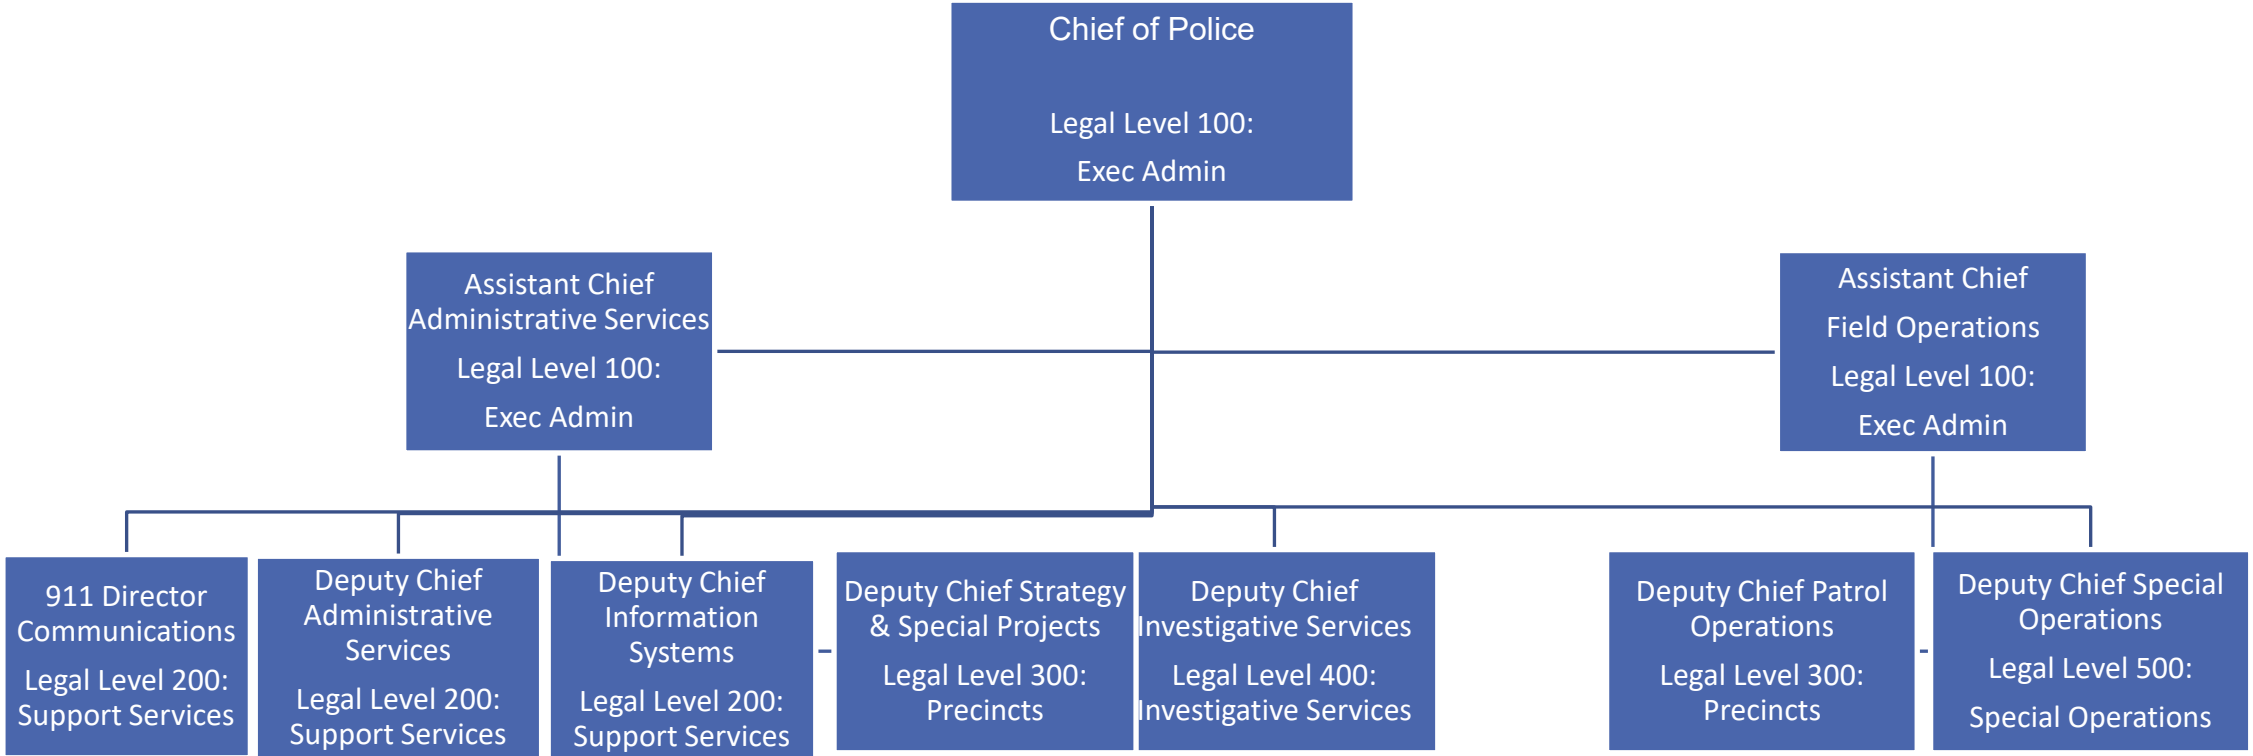 Chief of Police
Legal Level 100:
Exec Admin
Assistant Chief
Administrative Services
Legal Level 100:
Exec Admin
Assistant Chief
Field Operations
Legal Level 100:
Exec Admin
911 Director
Communications
Legal Level 200:
Support Services
Deputy Chief
Administrative
Services
Legal Level 200:
Support Services
Deputy Chief
Information
Systems
Legal Level 200:
Support Services
Deputy Chief Strategy
& Special Projects
Legal Level 300:
Precincts
Deputy Chief
Investigative Services
Legal Level 400:
Investigative Services
Deputy Chief Patrol
Operations
Legal Level 300:
Precincts
Deputy Chief Special
Operations
Legal Level 500:
Special Operations